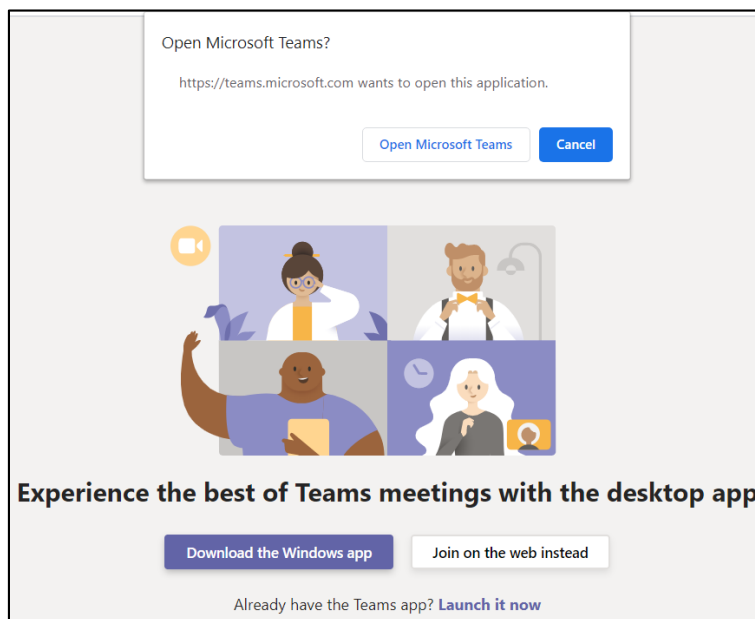 Open Microsoft Teams?
https://teams.microsoft.com wants to open this application.
Open Microsoft Teams Cancel
Experience the best of Teams meetings with the desktop app
Download the Windows app Join on the web instead
Already have the Teams app? Launch it now